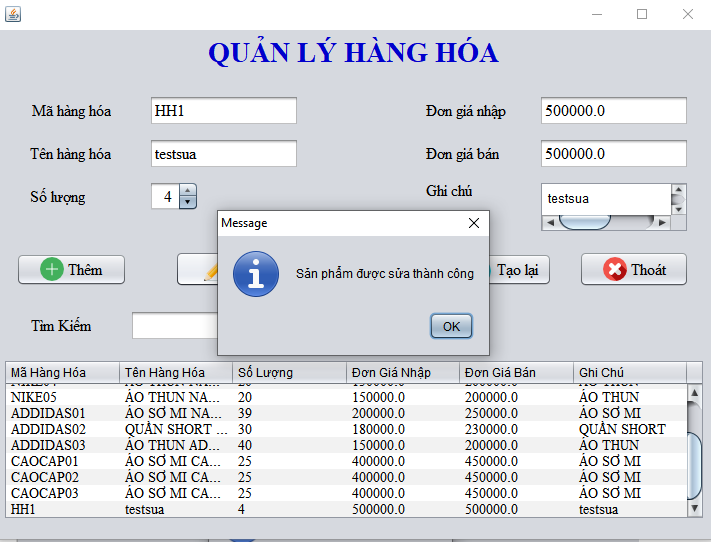 QUẢN LÝ HÀNG HÓA
Mã hàng hóa HH1 Đơn giá nhập 500000.0
Tên hàng hóa testsua Đơn giá bán 500000.0
Số lượng 4 Ghi chú testsua
Message
Sản phẩm được sửa thành công
OK
Thêm Tạo lại Thoát
Tìm Kiếm
Mã Hàng Hóa Tên Hàng Hóa Số Lượng Đơn Giá Nhập Đơn Giá Bán Ghi Chú
NIKE05 ÁO THUN NA... 20 150000.0 200000.0 ÁO THUN
ADDIDAS01 ÁO SƠ MI NA... 39 200000.0 250000.0 ÁO SƠ MI
ADDIDAS02 QUẦN SHORT ... 30 180000.0 230000.0 QUẦN SHORT
ADDIDAS03 ÁO THUN AD... 40 150000.0 200000.0 ÁO THUN
CAOCAP01 ÁO SƠ MI CA... 25 400000.0 450000.0 ÁO SƠ MI
CAOCAP02 ÁO SƠ MI CA... 25 400000.0 450000.0 ÁO SƠ MI
CAOCAP03 ÁO SƠ MI CA... 25 400000.0 450000.0 ÁO SƠ MI
HH1 testsua 4 500000.0 500000.0 testsua